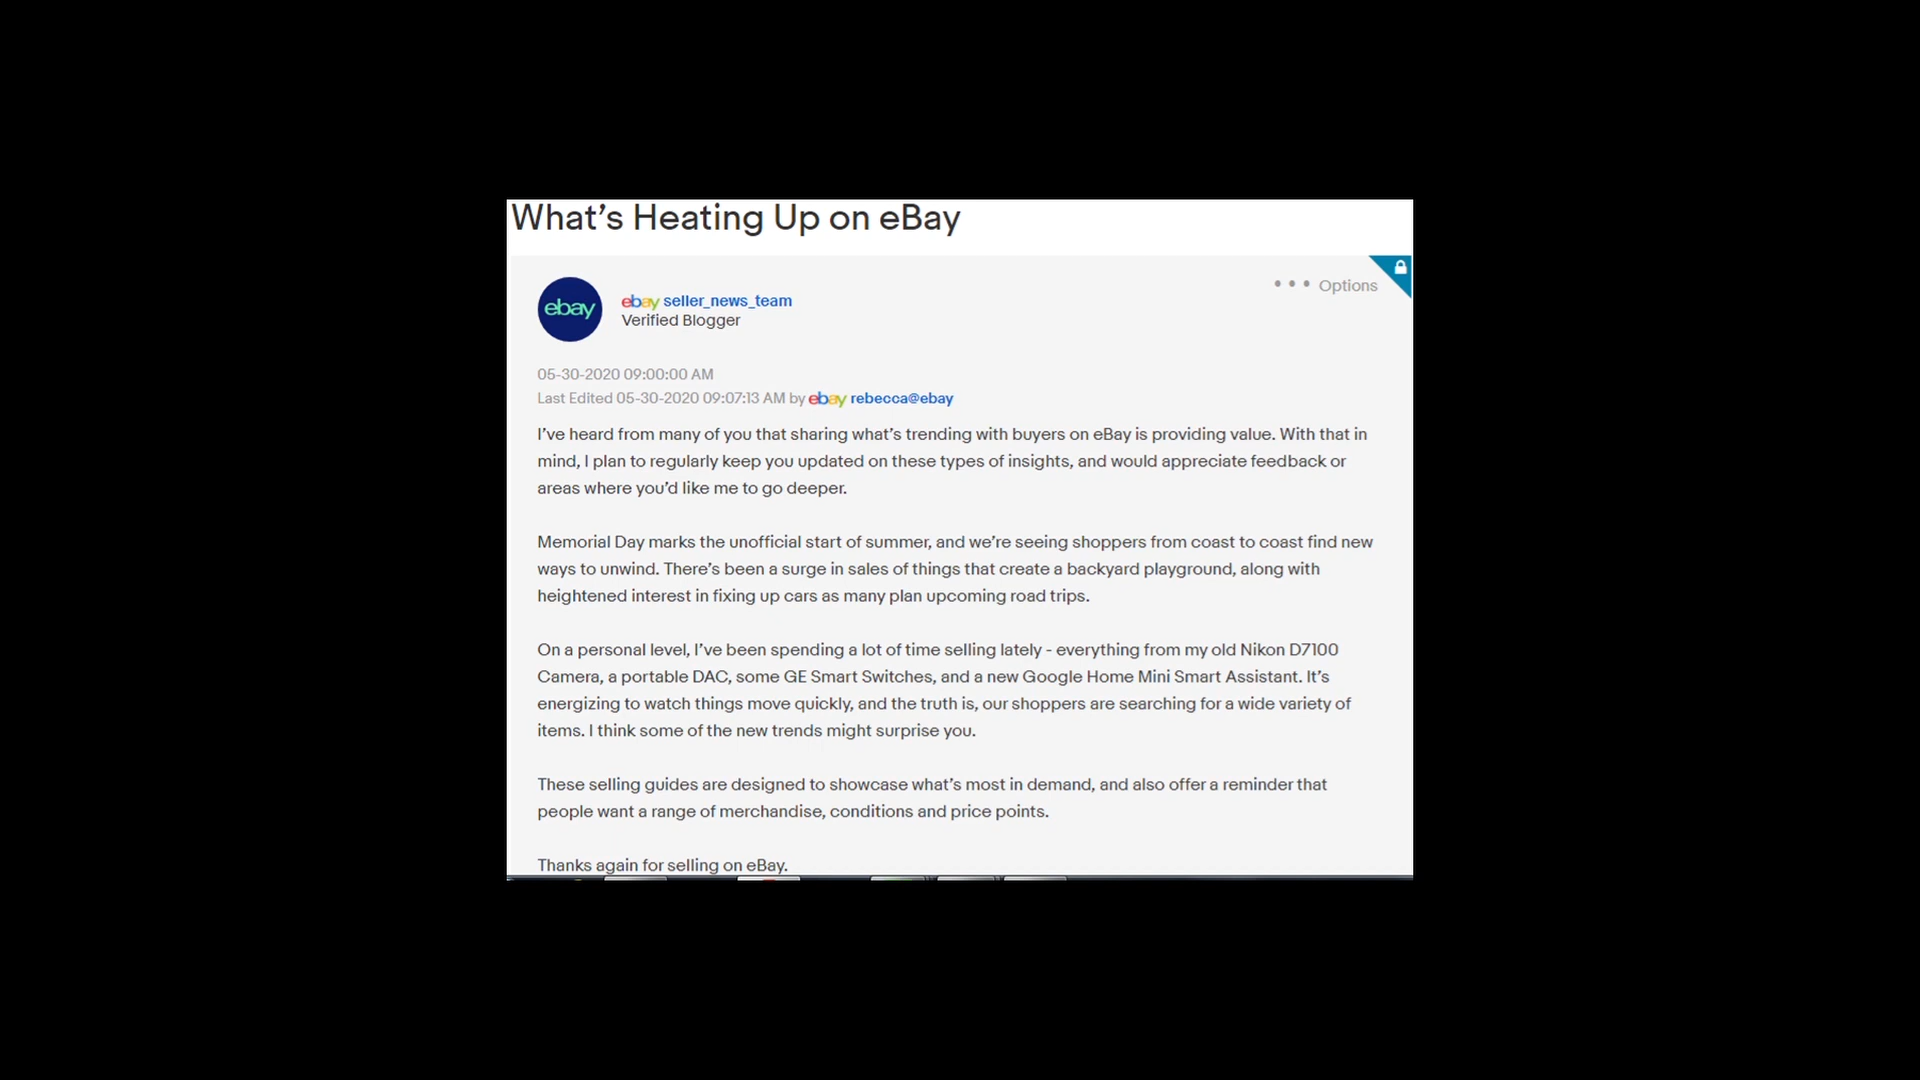 What’s Heating Up on eBay
Options
ebay
ebay seller_news_team
Verified Blogger
05-30-2020 09:00:00 AM
Last Edited 05-30-2020 09:07:13 AM by ebay rebecca@ebay
I’ve heard from many of you that sharing what’s trending with buyers on eBay is providing value. With that in
mind, I plan to regularly keep you updated on these types of insights, and would appreciate feedback or
areas where you’d like me to go deeper.
Memorial Day marks the unofficial start of summer, and we’re seeing shoppers from coast to coast find new
ways to unwind. There’s been a surge in sales of things that create a backyard playground, along with
heightened interest in fixing up cars as many plan upcoming road trips.
On a personal level, I’ve been spending a lot of time selling lately - everything from my old Nikon D7100
Camera, a portable DAC, some GE Smart Switches, and a new Google Home Mini Smart Assistant. It’s
energizing to watch things move quickly, and the truth is, our shoppers are searching for a wide variety of
items. I think some of the new trends might surprise you.
These selling guides are designed to showcase what’s most in demand, and also offer a reminder that
people want a range of merchandise, conditions and price points.
Thanks again for selling on eBay.